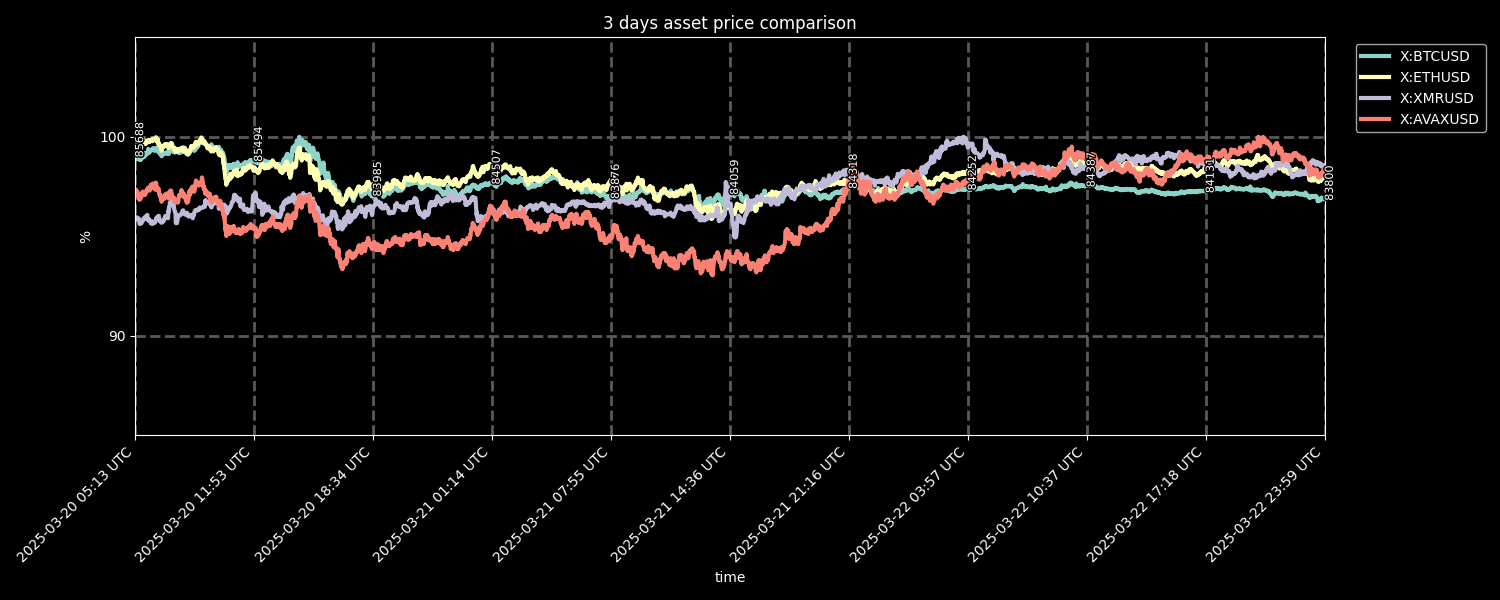 3 days asset price comparison
X:BTCUSD
X:ETHUSD
X:XMRUSD
X:AVAXUSD
100
90
%
85688
85494
83985
84507
83876
84059
84318
84252
84387
84131
83800
2025-03-20 05:13 UTC
2025-03-20 11:53 UTC
2025-03-20 18:34 UTC
2025-03-21 01:14 UTC
2025-03-21 07:55 UTC
2025-03-21 14:36 UTC
2025-03-21 21:16 UTC
2025-03-22 03:57 UTC
2025-03-22 10:37 UTC
2025-03-22 17:18 UTC
2025-03-22 23:59 UTC
time